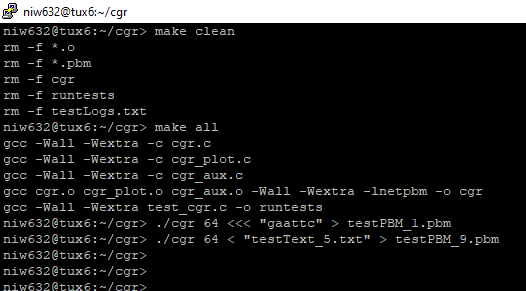 niw632@tux6:~/cgr
niw632@tux6:~/cgr> make clean
rm -f *.o
rm -f *.pbm
rm -f cgr
rm -f runtests
rm -f testLogs.txt
niw632@tux6:~/cgr> make all
gcc -Wall -Wextra -c cgr.c
gcc -Wall -Wextra -c cgr_plot.c
gcc -Wall -Wextra -c cgr_aux.c
gcc cgr.o cgr_plot.o cgr_aux.o -Wall -Wextra -lnetpbm -o cgr
gcc -Wall -Wextra test_cgr.c -o runtests
niw632@tux6:~/cgr> ./cgr 64 <<< "gaattc" > testPBM_1.pbm
niw632@tux6:~/cgr> ./cgr 64 < "testText_5.txt" > testPBM_9.pbm
niw632@tux6:~/cgr>
niw632@tux6:~/cgr>
niw632@tux6:~/cgr>